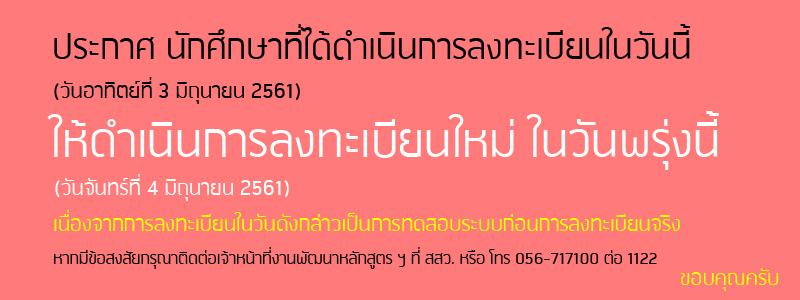 ประกาศ นักศึกษาที่ได้ดำเนินการลงทะเบียนในวันนี้
(วันอาทิตย์ที่ 3 มิถุนายน 2561)
ให้ดำเนินการลงทะเบียนใหม่ ในวันพรุ่งนี้
(วันจันทร์ที่ 4 มิถุนายน 2561)
เนื่องจากการลงทะเบียนในวันดังกล่าวเป็นการทดสอบระบบก่อนการลงทะเบียนจริง
หากมีข้อสงสัยกรุณาติดต่อเจ้าหน้าที่งานพัฒนาหลักสูตร ฯ ที่ สสว. หรือ โทร 056-717100 ต่อ 1122
ขอบคุณครับ